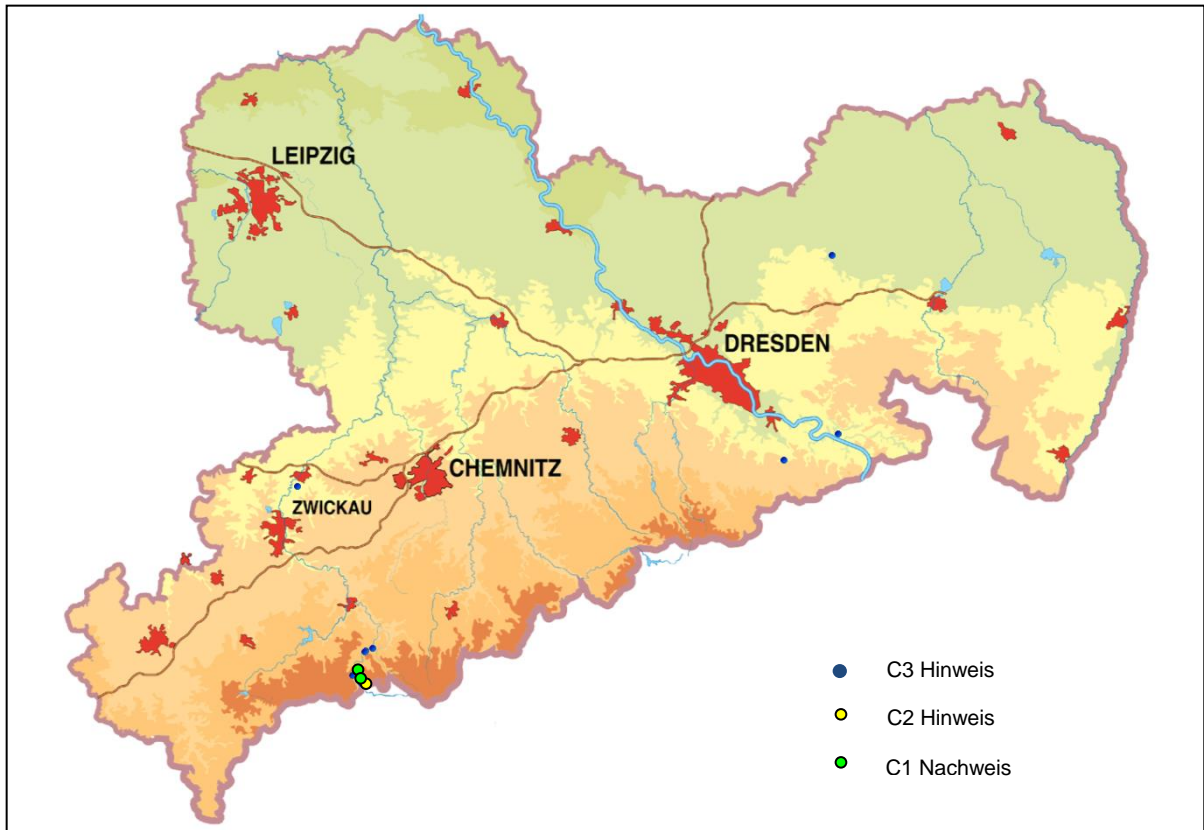 LEIPZIG
DRESDEN
CHEMNITZ
ZWICKAU
C3 Hinweis
C2 Hinweis
C1 Nachweis